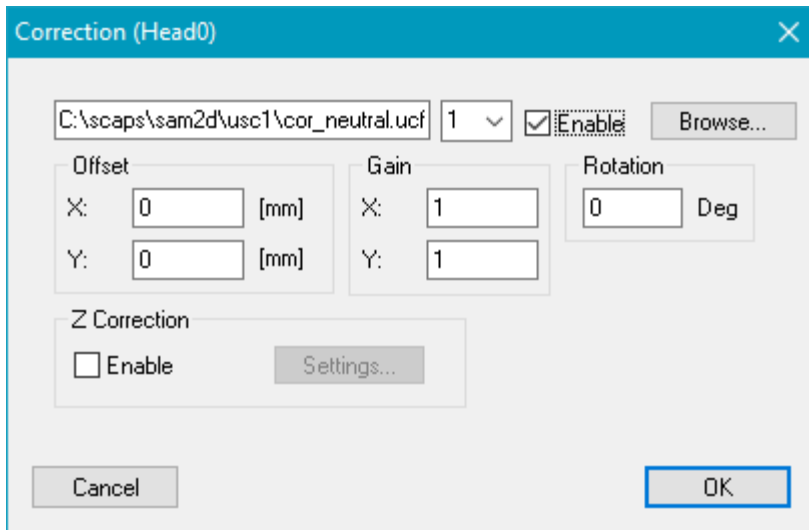 Correction (Head0)
C:\scaps\sam2d\usc1\cor_neutral.ucf 1 Enable Browse...
Offset Gain Rotation
X: 0 [mm] X: 1 0 Deg
Y: 0 [mm] Y: 1
Z Correction
Enable Settings...
Cancel OK